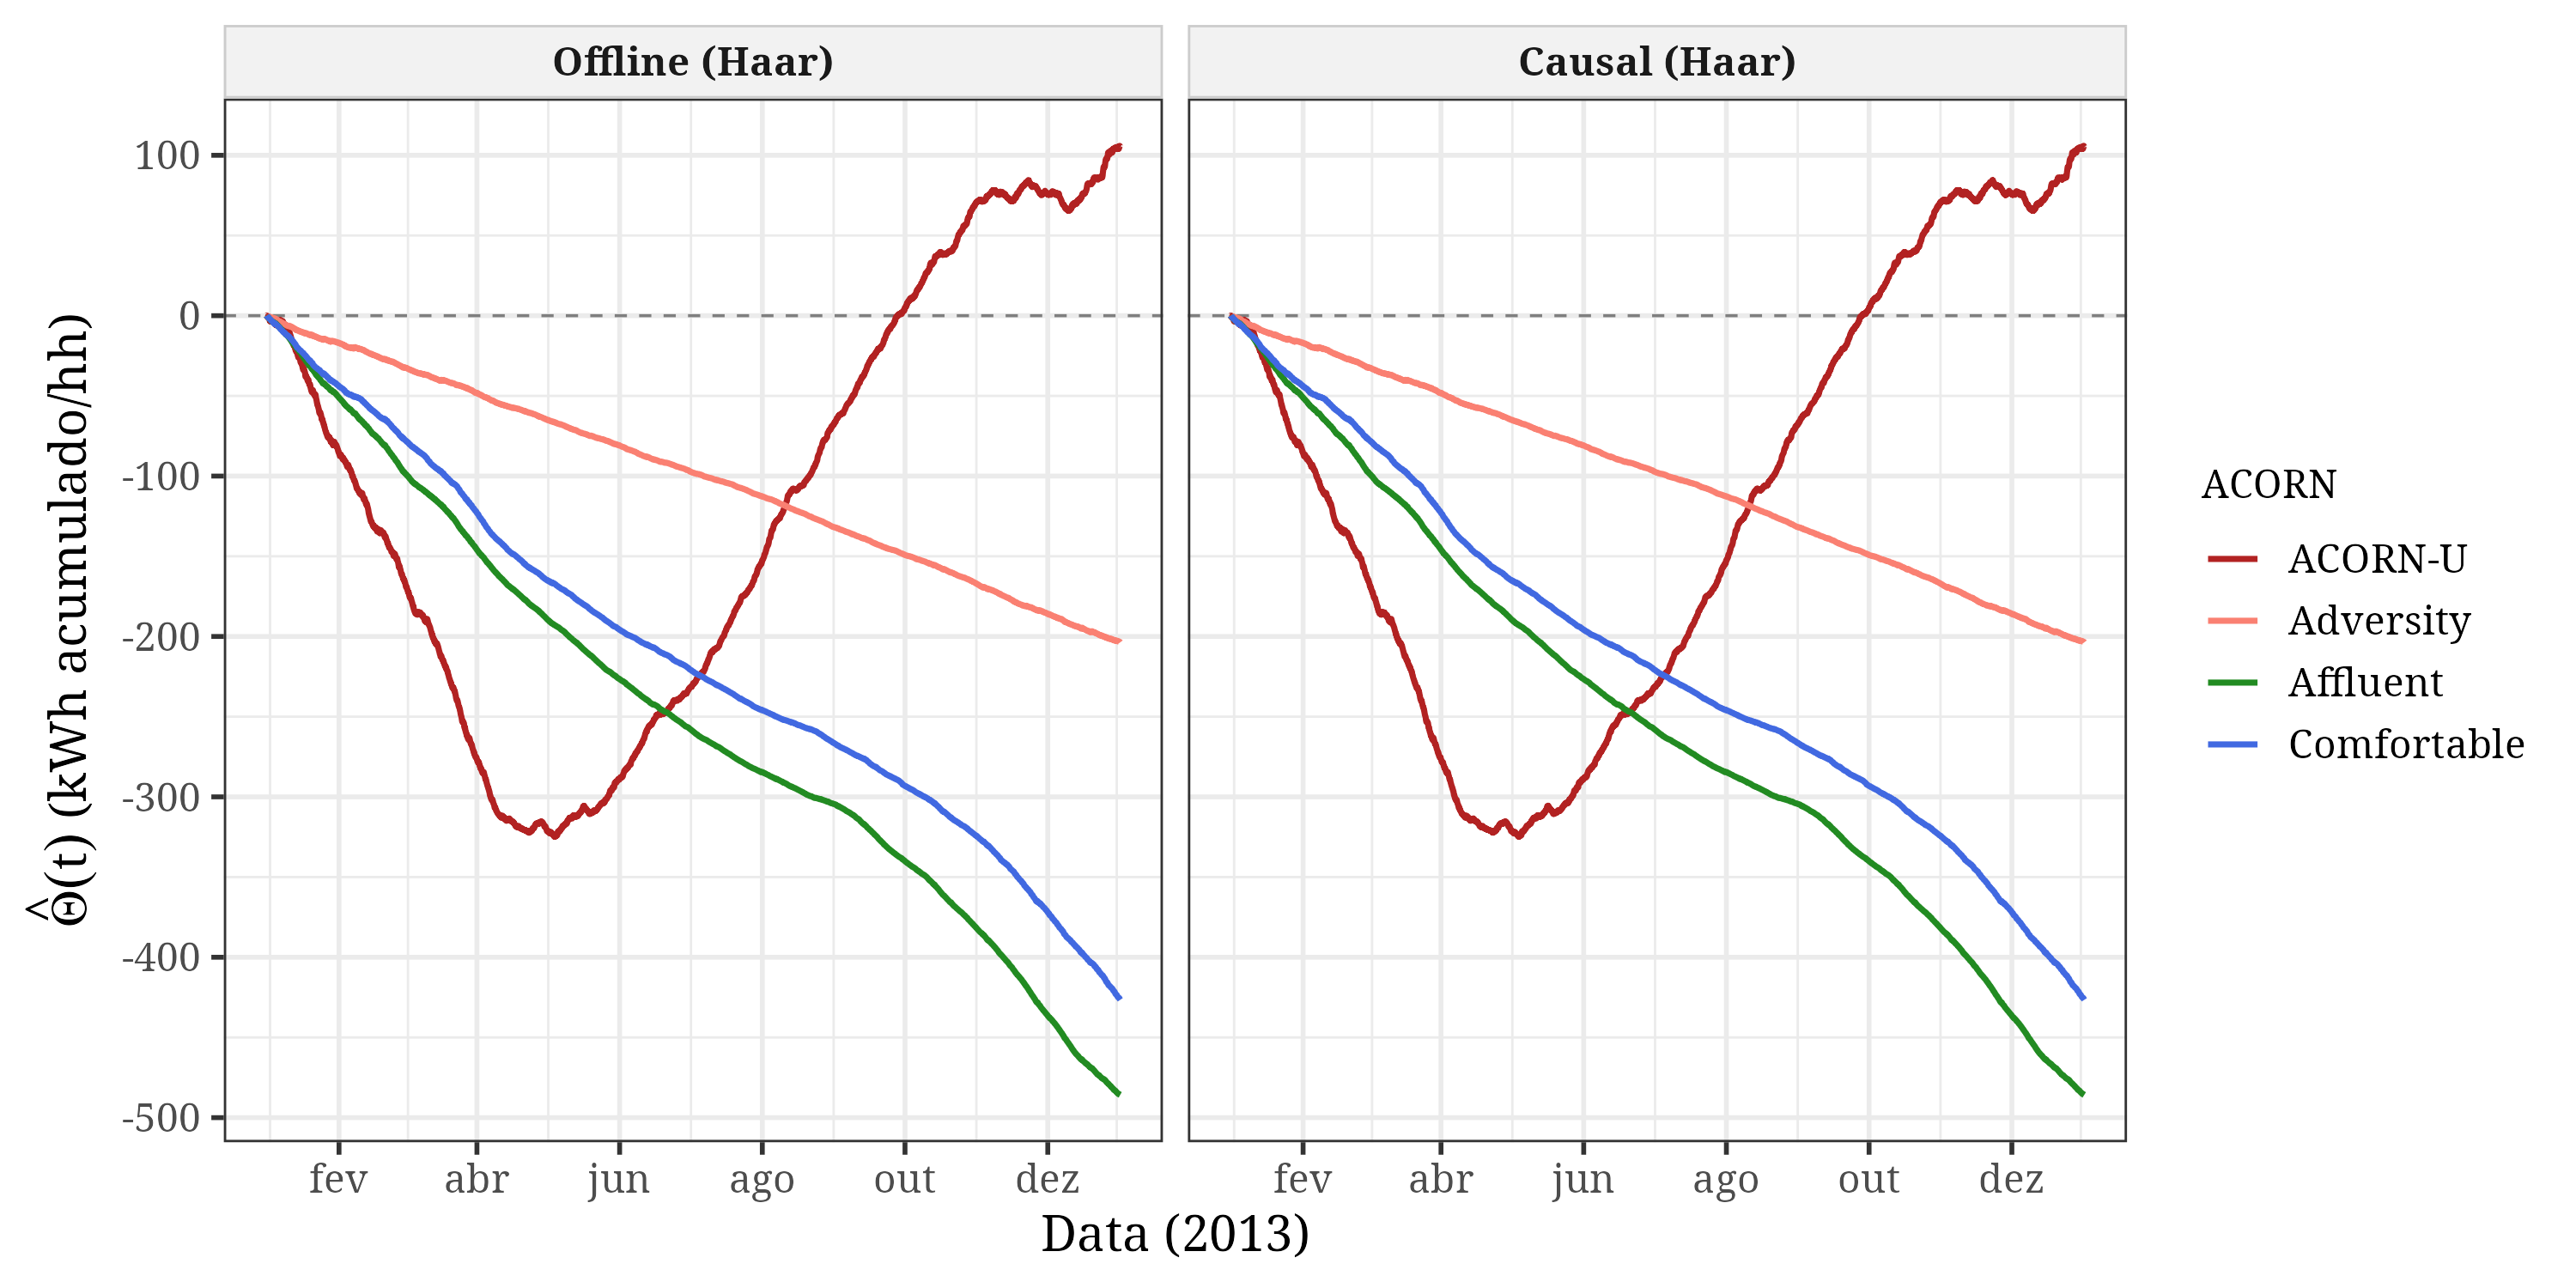 Offline (Haar)
Causal (Haar)
Θ̂(t) (kWh acumulado/hh)
100
0
-100
-200
-300
-400
-500
fev abr jun ago out dez
fev abr jun ago out dez
Data (2013)
ACORN
ACORN-U
Adversity
Affluent
Comfortable